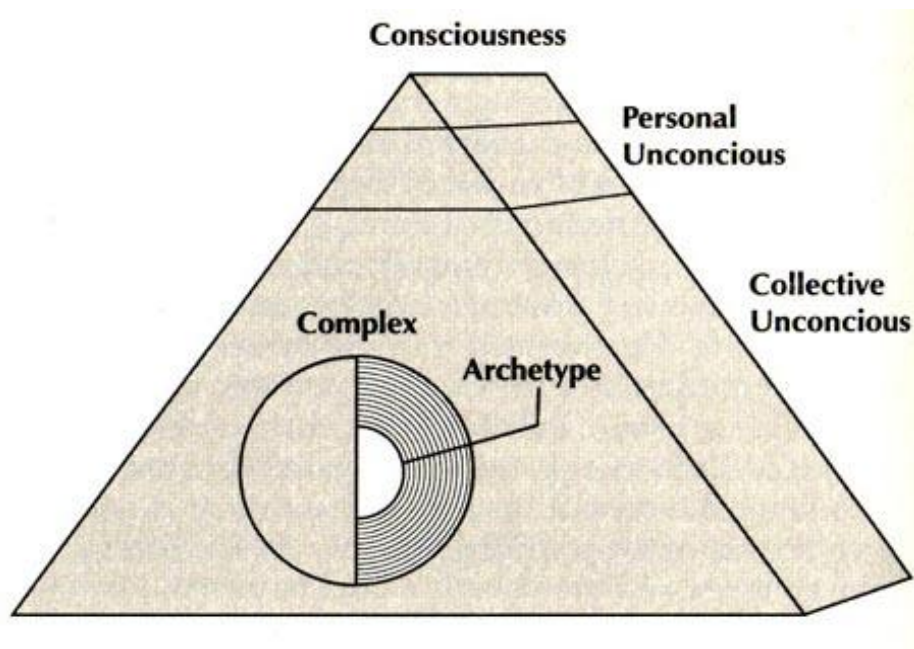 Consciousness
Personal
Unconcious
Collective
Unconcious
Complex
Archetype